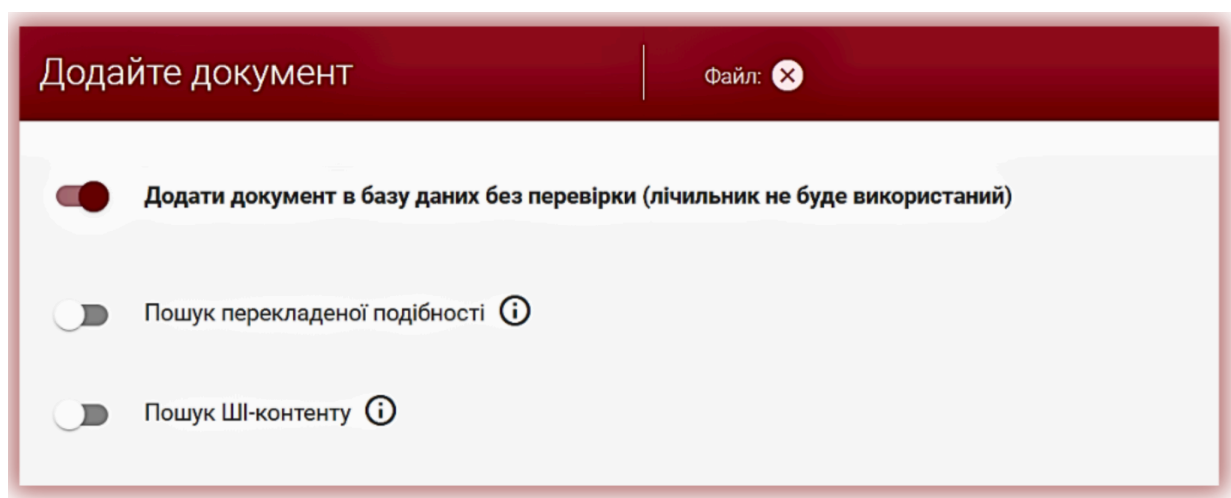 Додайте документ
Файл:
Додати документ в базу даних без перевірки (лічильник не буде використаний)
Пошук перекладеної подібності
Пошук ШІ-контенту